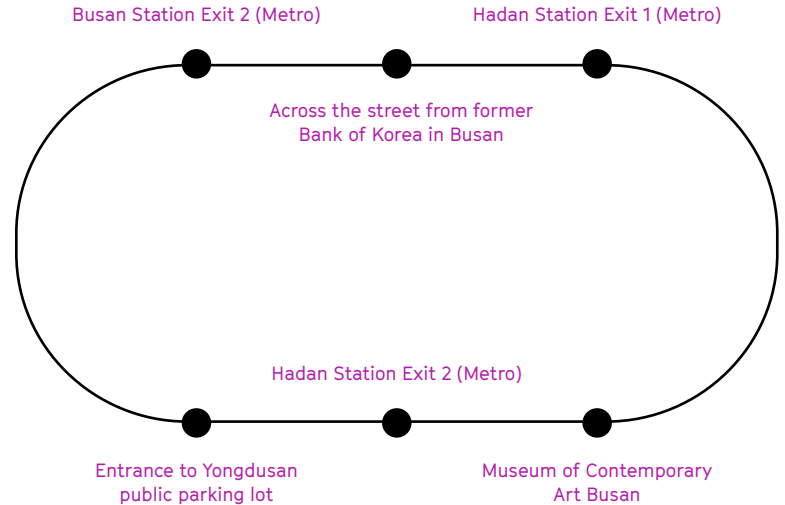 Busan Station Exit 2 (Metro)
Hadan Station Exit 1 (Metro)
Across the street from former
Bank of Korea in Busan
Hadan Station Exit 2 (Metro)
Entrance to Yongdusan
public parking lot
Museum of Contemporary
Art Busan